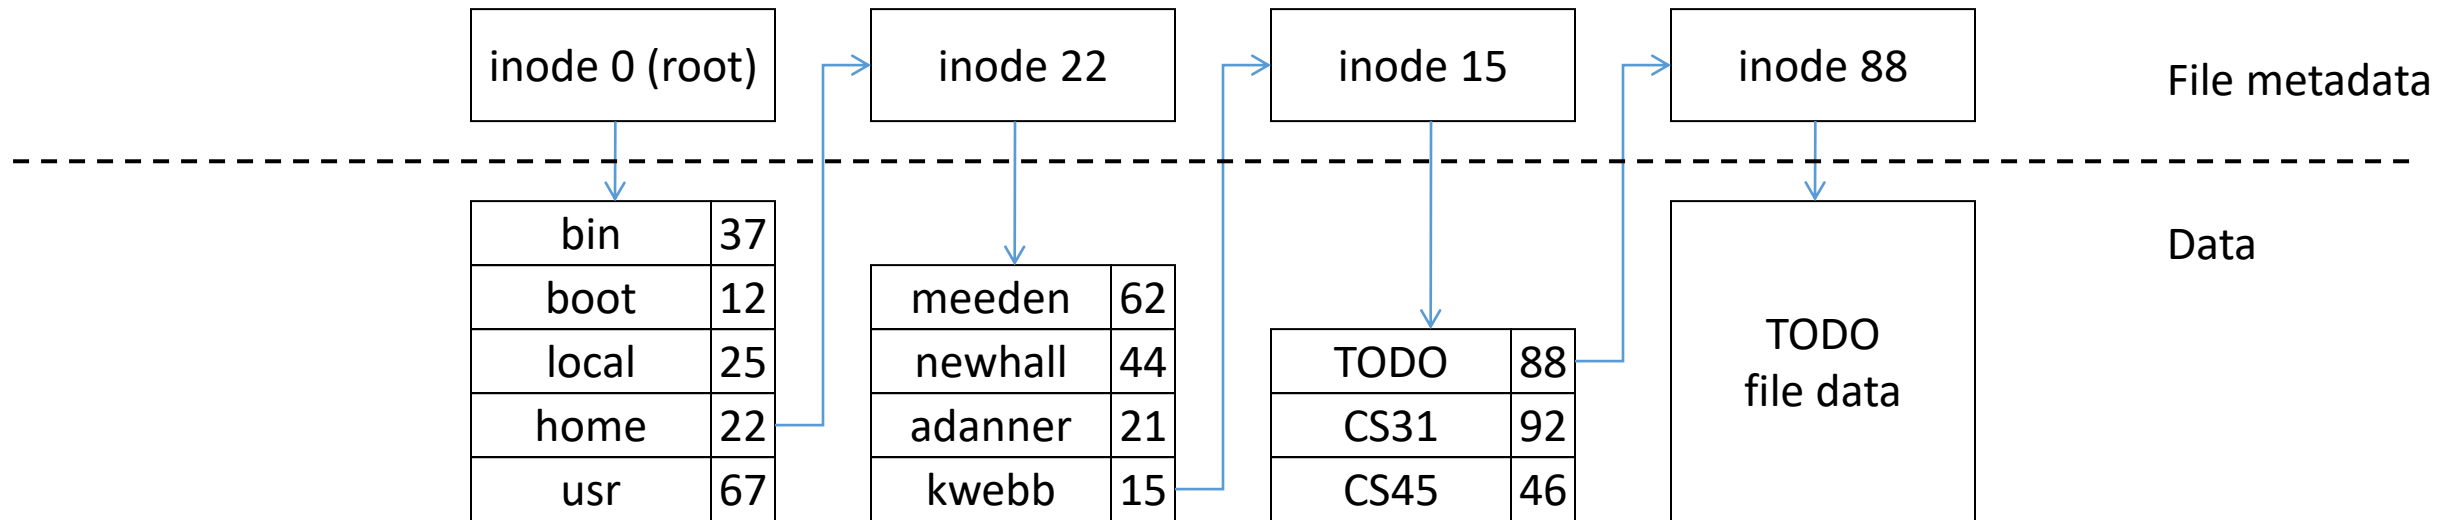 inode 0 (root)
inode 22
inode 15
inode 88
File metadata
bin 37
boot 12
local 25
home 22
usr 67
meeden 62
newhall 44
adanner 21
kwebb 15
TODO 88
CS31 92
CS45 46
TODO
file data
Data